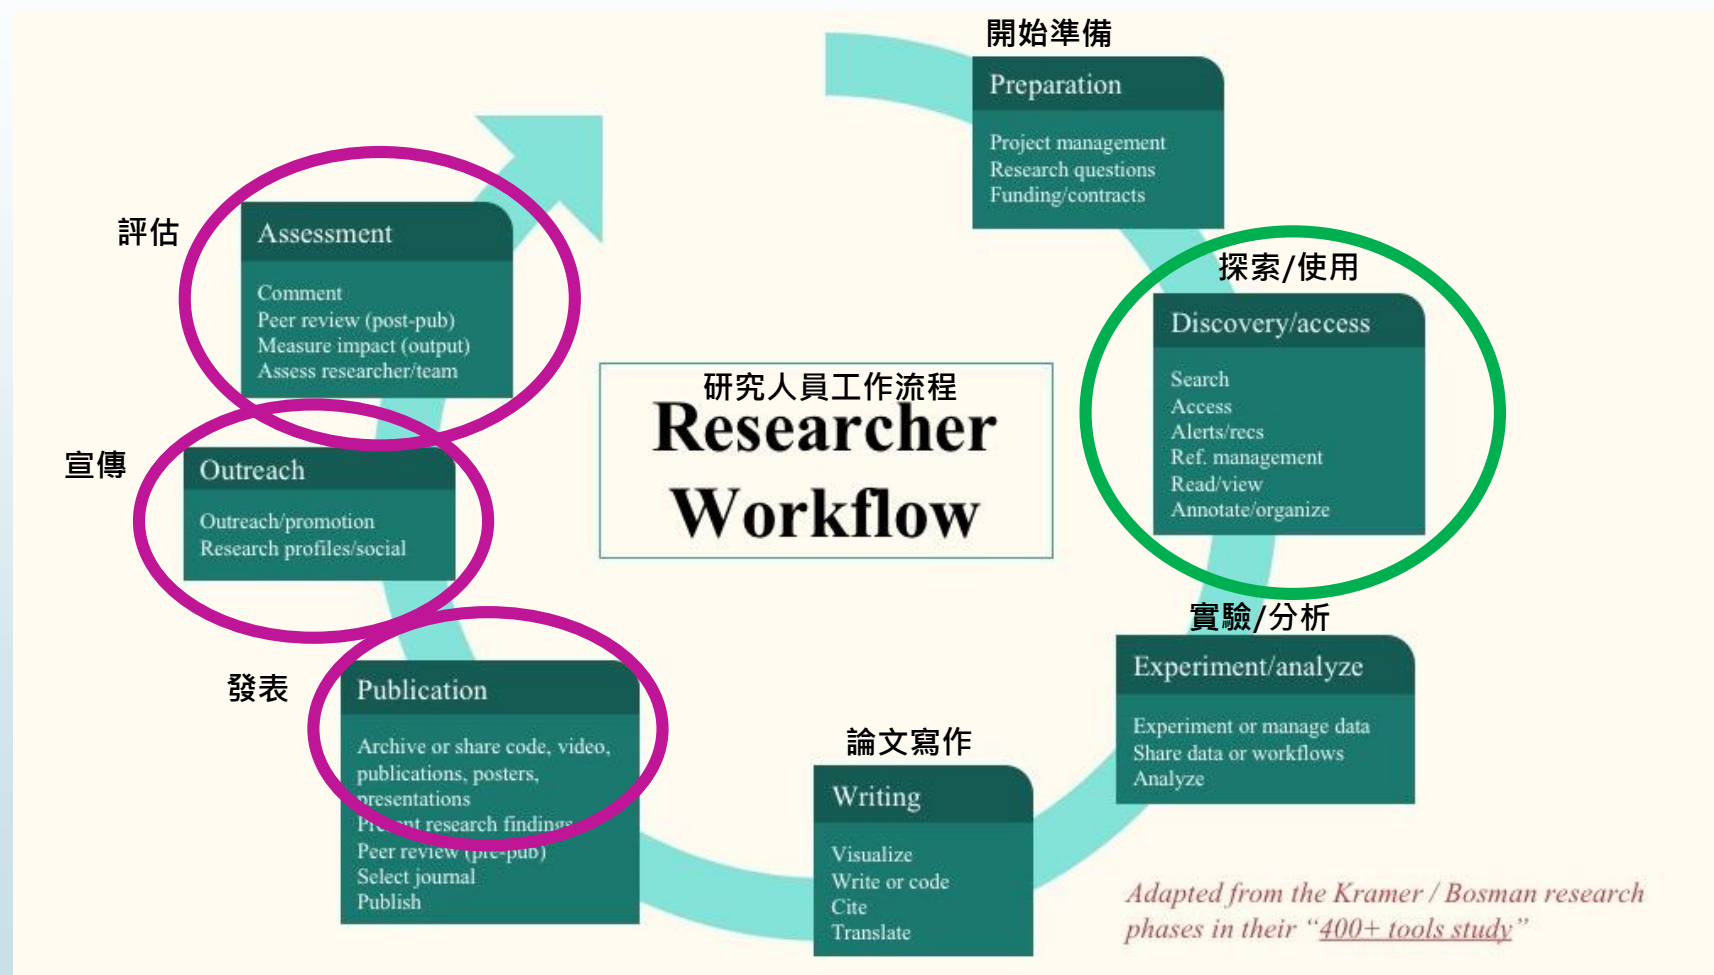 開始準備
Preparation
Project management
Research questions
Funding/contracts
探索/使用
Discovery/access
Search
Access
Alerts/recs
Ref. management
Read/view
Annotate/organize
實驗/分析
Experiment/analyze
Experiment or manage data
Share data or workflows
Analyze
論文寫作
Writing
Visualize
Write or code
Cite
Translate
發表
Publication
Archive or share code, video,
publications, posters,
presentations
Present research findings
Peer review (pre-pub)
Select journal
Publish
宣傳
Outreach
Outreach/promotion
Research profiles/social
評估
Assessment
Comment
Peer review (post-pub)
Measure impact (output)
Assess researcher/team
研究人員工作流程
Researcher
Workflow
Adapted from the Kramer / Bosman research
phases in their “400+ tools study”